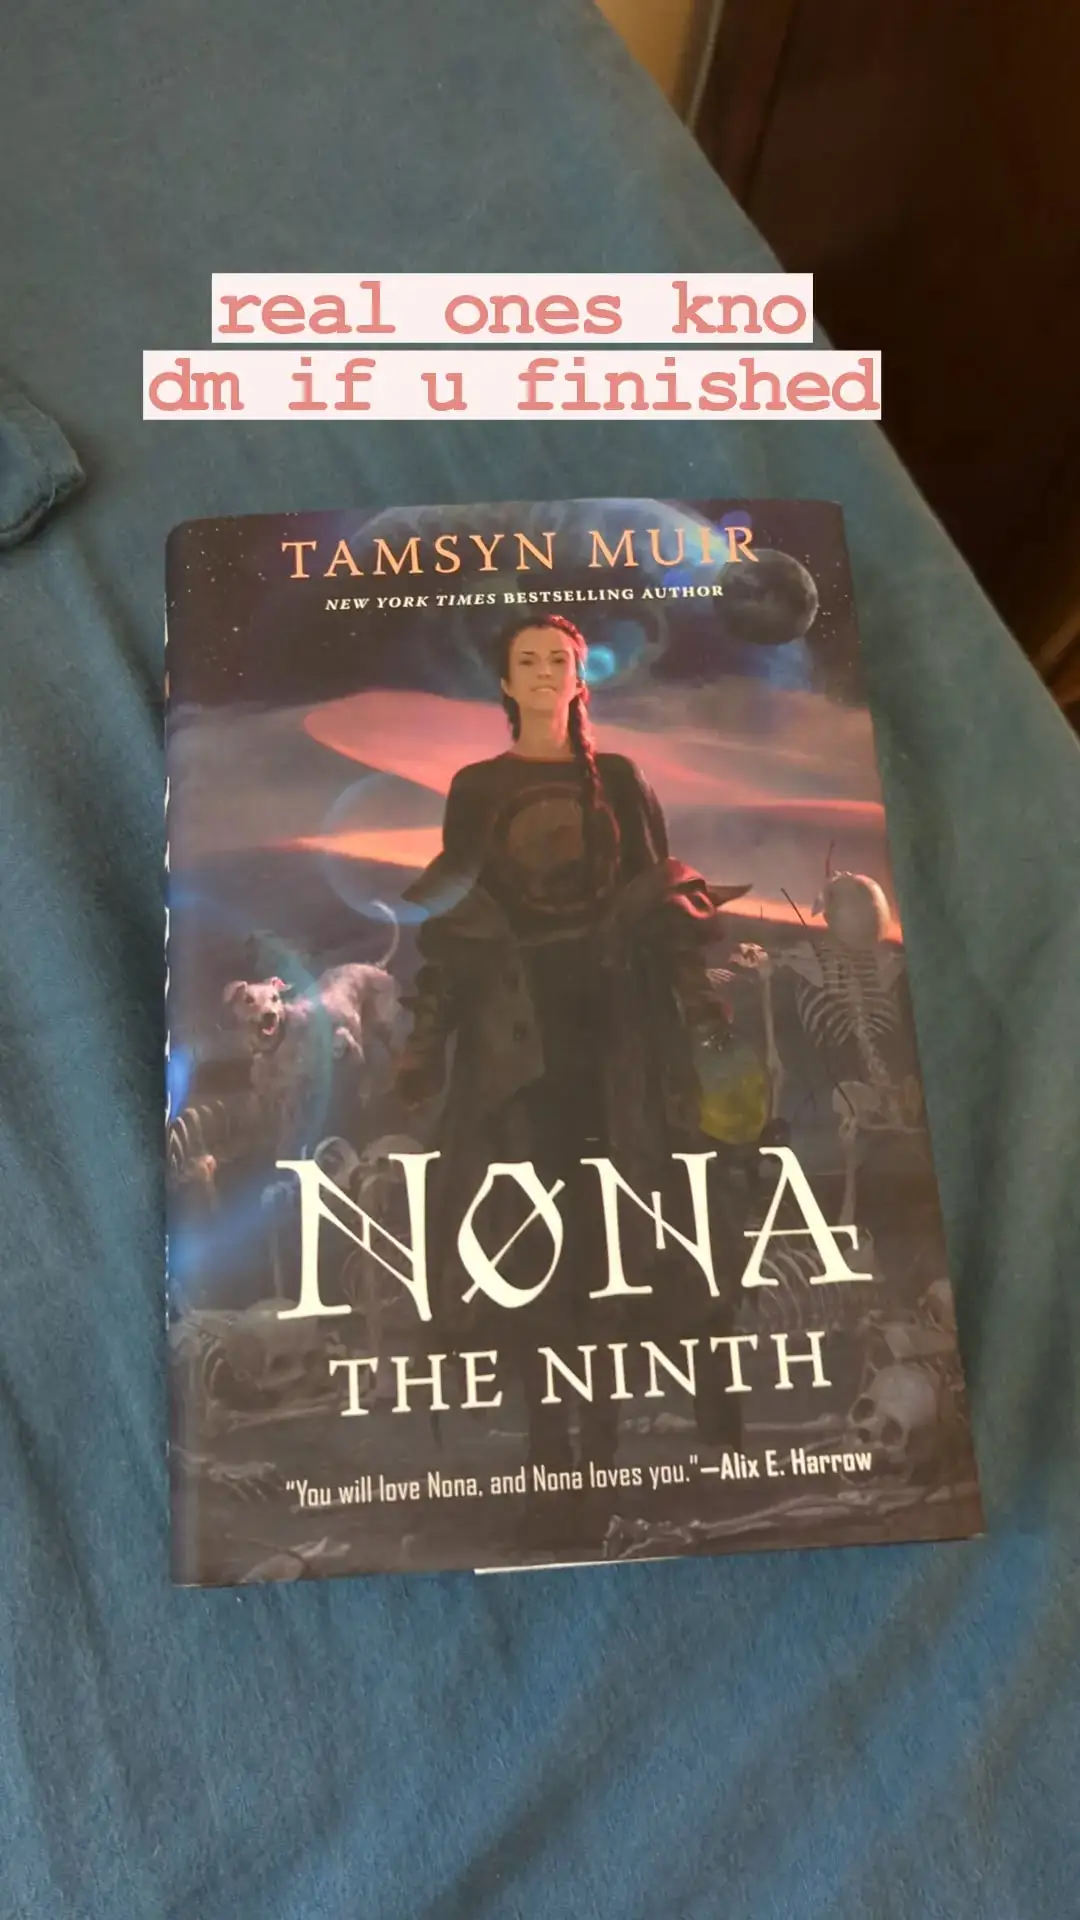 real ones kno
dm if u finished
TAMSYN MUIR
NEW YORK TIMES BESTSELLING AUTHOR
NONA
THE NINTH
"You will love Nona, and Nona loves you."—Alix E. Harrow